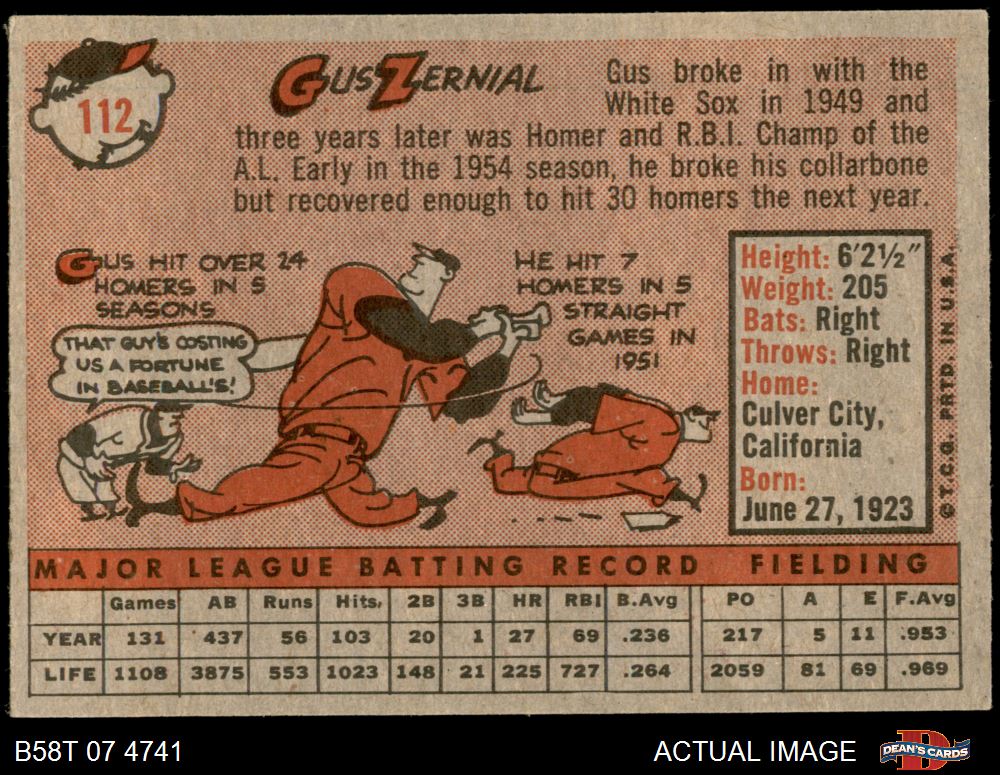 112
GUS ZERNIAL
Gus broke in with the
White Sox in 1949 and
three years later was Homer and R.B.I. Champ of the
A.L. Early in the 1954 season, he broke his collarbone
but recovered enough to hit 30 homers the next year.
GUS HIT OVER 24
HOMERS IN 5
SEASONS
THAT GUY'S COSTING
US A FORTUNE
IN BASEBALL'S!
HE HIT 7
HOMERS IN 5
STRAIGHT
GAMES IN
1951
Height: 6'2½"
Weight: 205
Bats: Right
Throws: Right
Home:
Culver City,
California
Born:
June 27, 1923
© T.C.G. PRTD. IN U.S.A.
MAJOR LEAGUE BATTING RECORD FIELDING
Games AB Runs Hits, 2B 3B HR RBI B.Avg PO A E F.Avg
YEAR 131 437 56 103 20 1 27 69 .236 217 5 11 .953
LIFE 1108 3875 553 1023 148 21 225 727 .264 2059 81 69 .969
B58T 07 4741 ACTUAL IMAGE DEAN'S CARDS